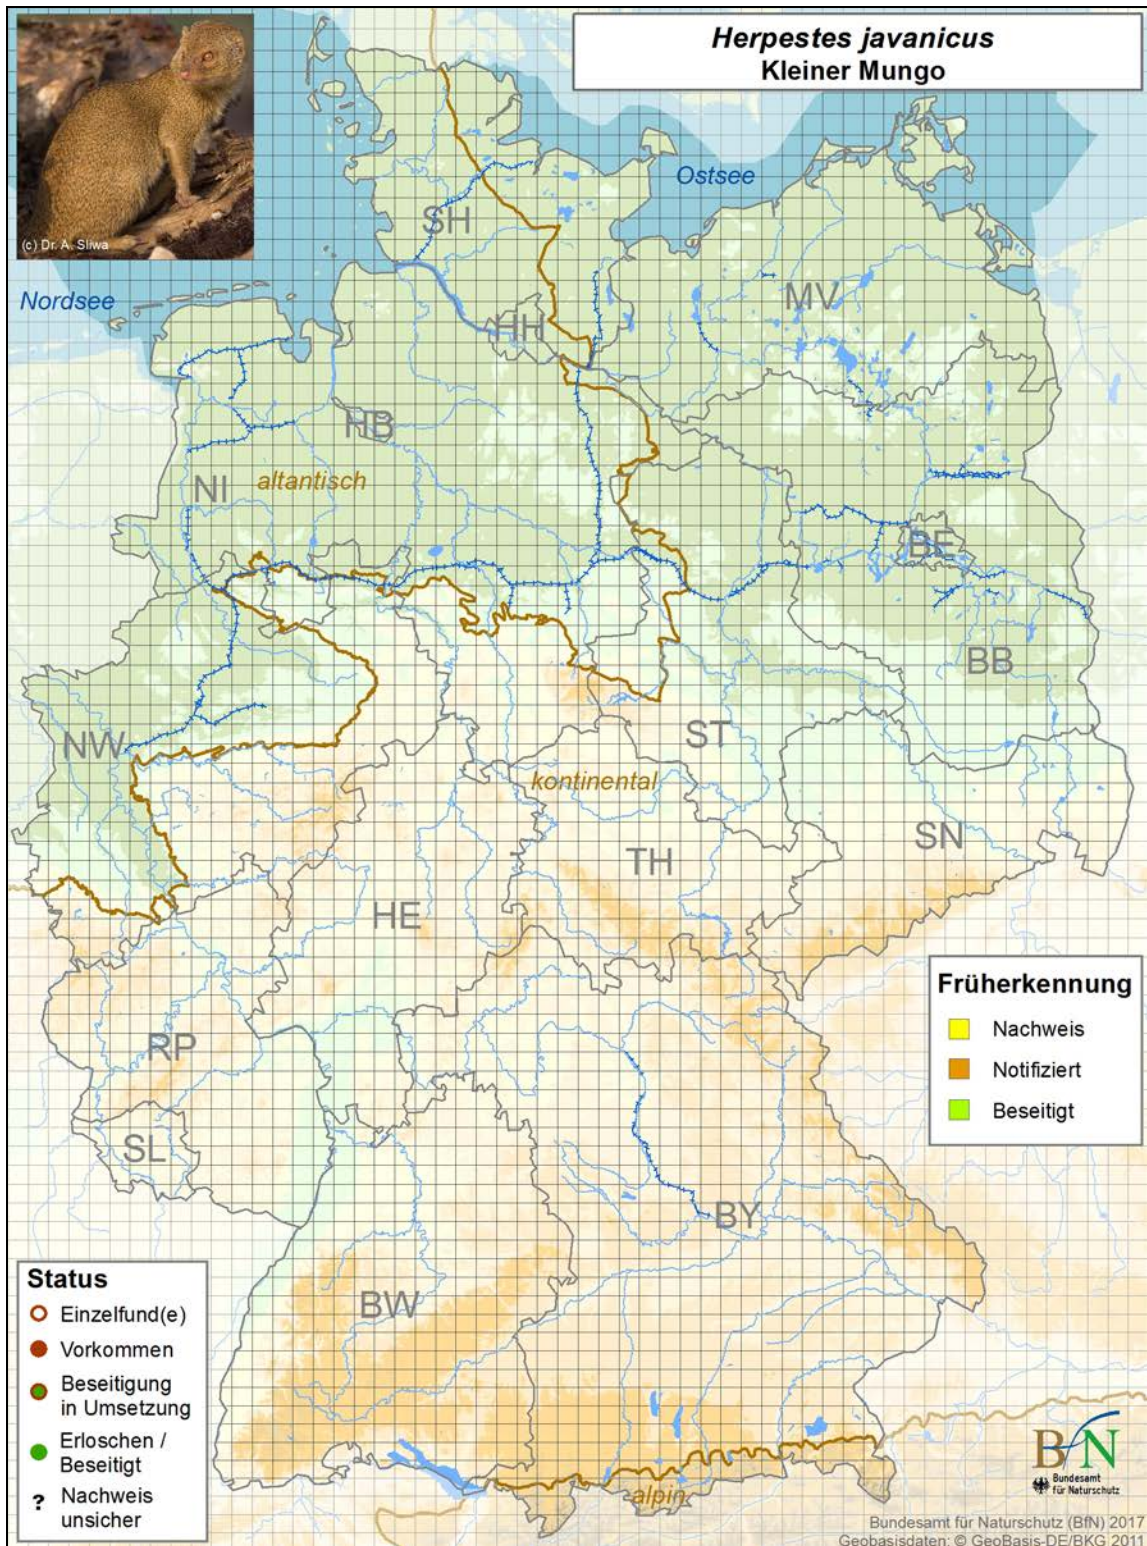 Herpestes javanicus
Kleiner Mungo
(c) Dr. A. Sliwa
Ostsee
SH
Nordsee
MV
HH
HB
NI
altantisch
BE
BB
NW
ST
kontinental
SN
TH
HE
Früherkennung
Nachweis
Notifiziert
Beseitigt
RP
SL
BY
Status
Einzelfund(e)
Vorkommen
Beseitigung
in Umsetzung
Erloschen /
Beseitigt
? Nachweis
unsicher
BW
alpin
BfN
Bundesamt
für Naturschutz
Bundesamt für Naturschutz (BfN) 2017
Geobasisdaten: © GeoBasis-DE/BKG 2011